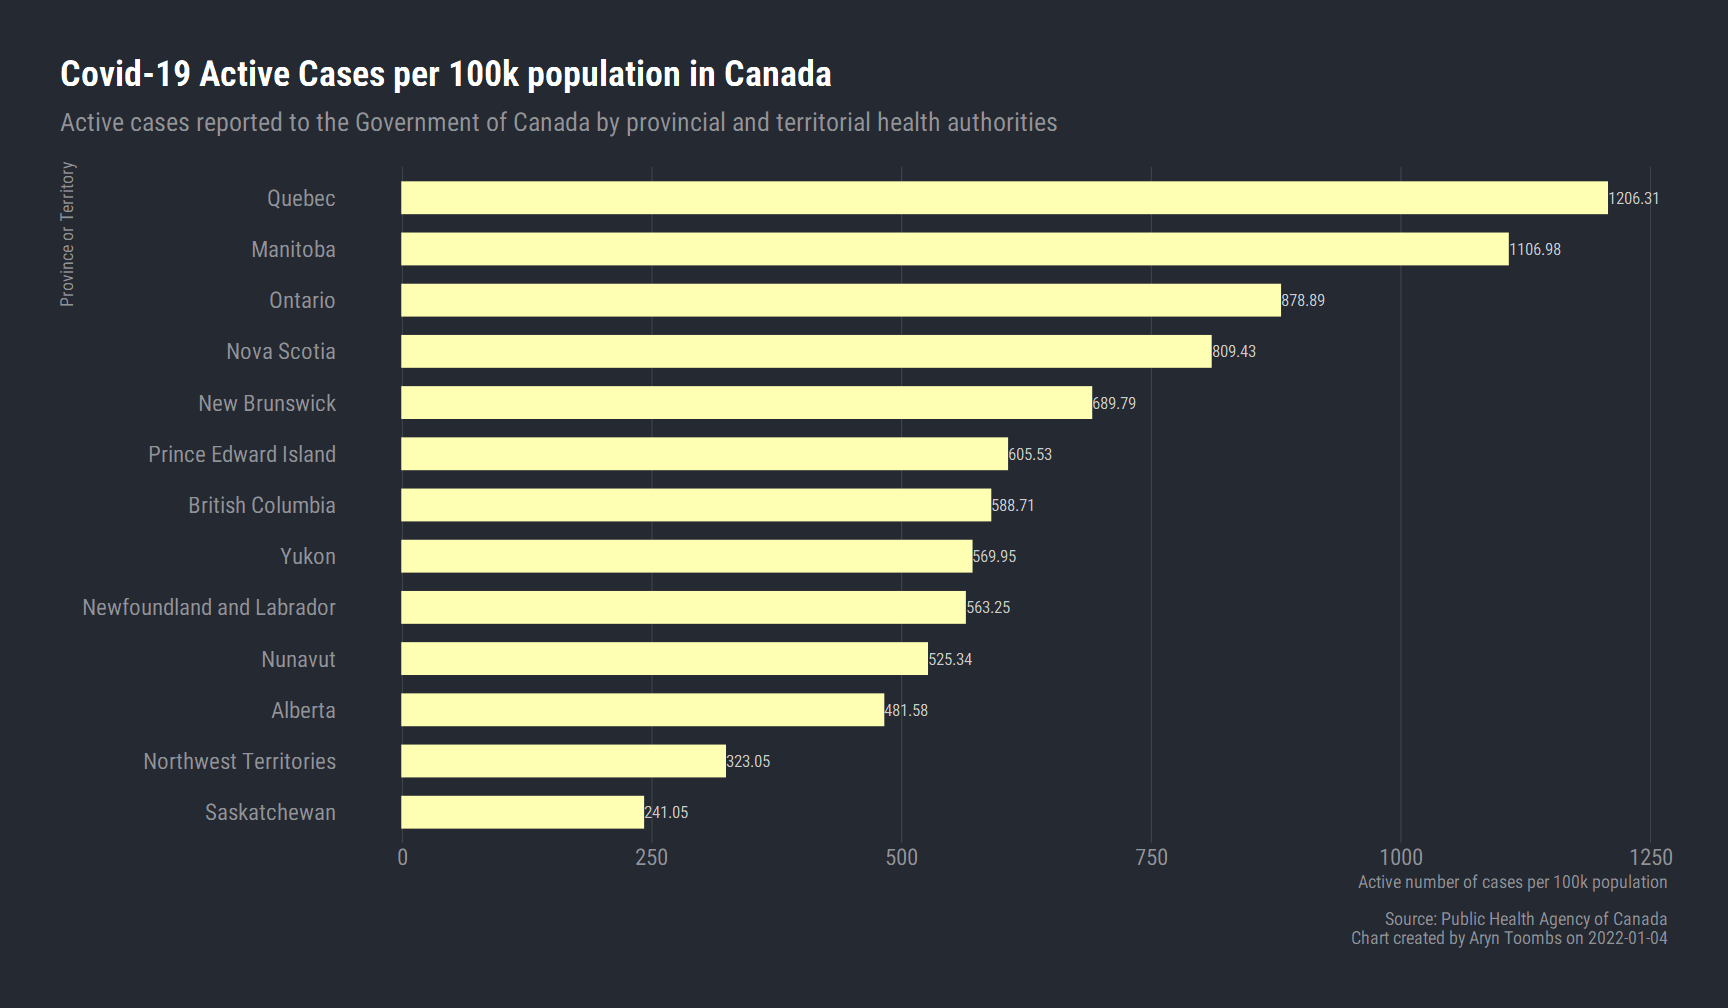 Covid-19 Active Cases per 100k population in Canada
Active cases reported to the Government of Canada by provincial and territorial health authorities
Province or Territory
Quebec 1206.31
Manitoba 1106.98
Ontario 878.89
Nova Scotia 809.43
New Brunswick 689.79
Prince Edward Island 605.53
British Columbia 588.71
Yukon 569.95
Newfoundland and Labrador 563.25
Nunavut 525.34
Alberta 481.58
Northwest Territories 323.05
Saskatchewan 241.05
0 250 500 750 1000 1250
Active number of cases per 100k population
Source: Public Health Agency of Canada
Chart created by Aryn Toombs on 2022-01-04